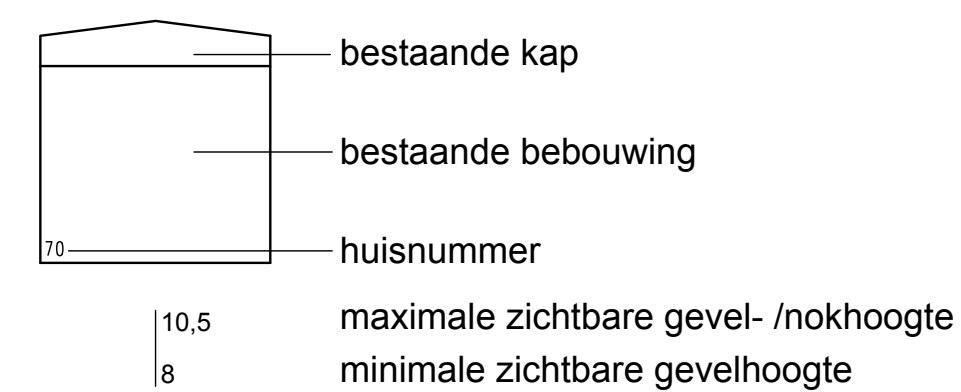 bestaande kap
bestaande bebouwing
70 huisnummer
10,5 maximale zichtbare gevel- /nokhoogte
8 minimale zichtbare gevelhoogte